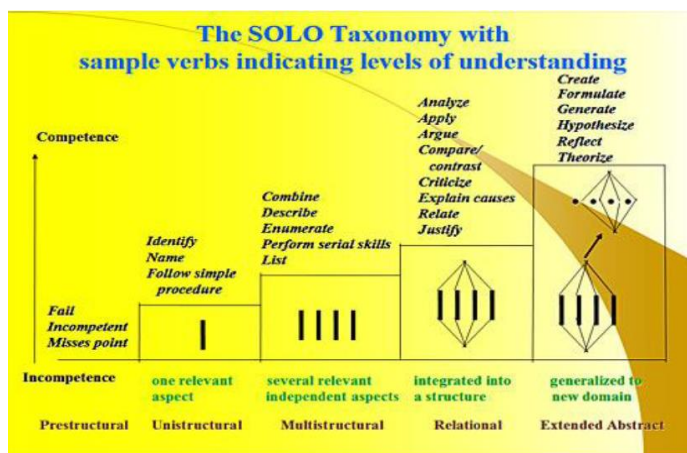 The SOLO Taxonomy with
sample verbs indicating levels of understanding
Competence
Fail
Incompetent
Misses point
Identify
Name
Follow simple
procedure
Combine
Describe
Enumerate
Perform serial skills
List
Analyze
Apply
Argue
Compare/
contrast
Criticize
Explain causes
Relate
Justify
Create
Formulate
Generate
Hypothesize
Reflect
Theorize
Incompetence
one relevant
aspect
several relevant
independent aspects
integrated into
a structure
generalized to
new domain
Prestructural
Unistructural
Multistructural
Relational
Extended Abstract